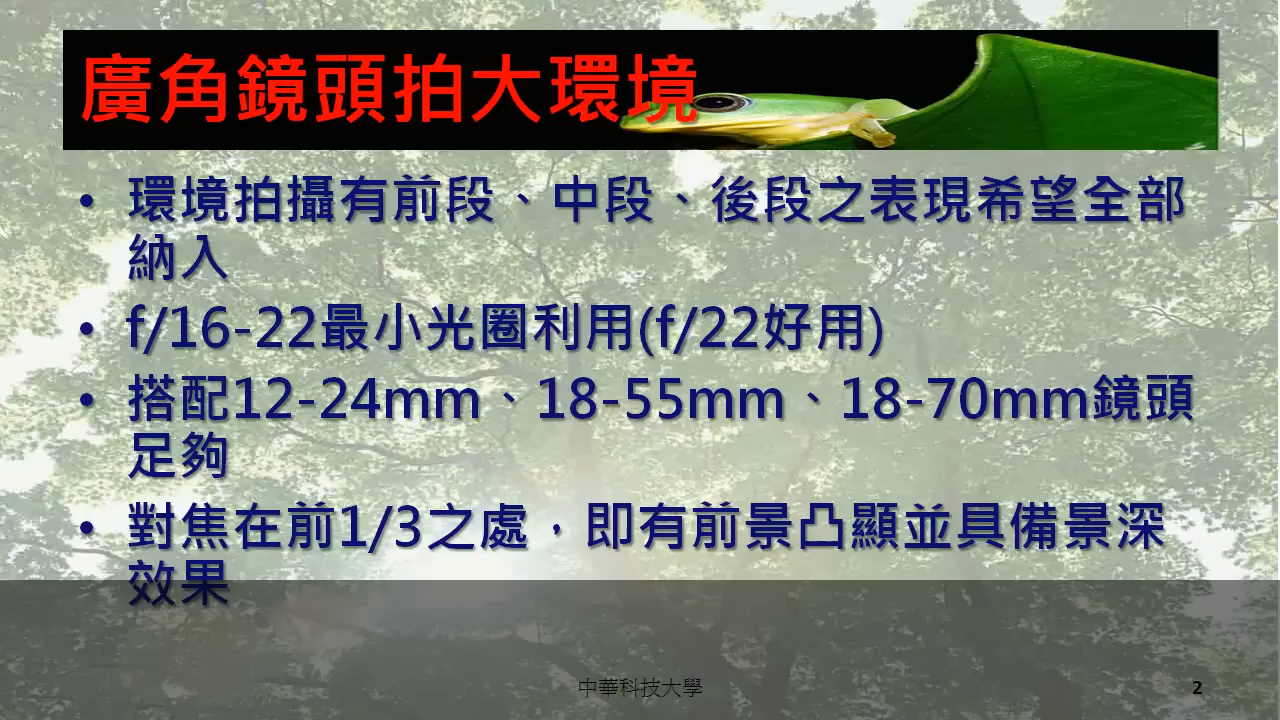 廣角鏡頭拍大環境
• 環境拍攝有前段、中段、後段之表現希望全部
納入
• f/16-22最小光圈利用(f/22好用)
• 搭配12-24mm、18-55mm、18-70mm鏡頭
足夠
• 對焦在前1/3之處，即有前景凸顯並具備景深
效果
中華科技大學
2